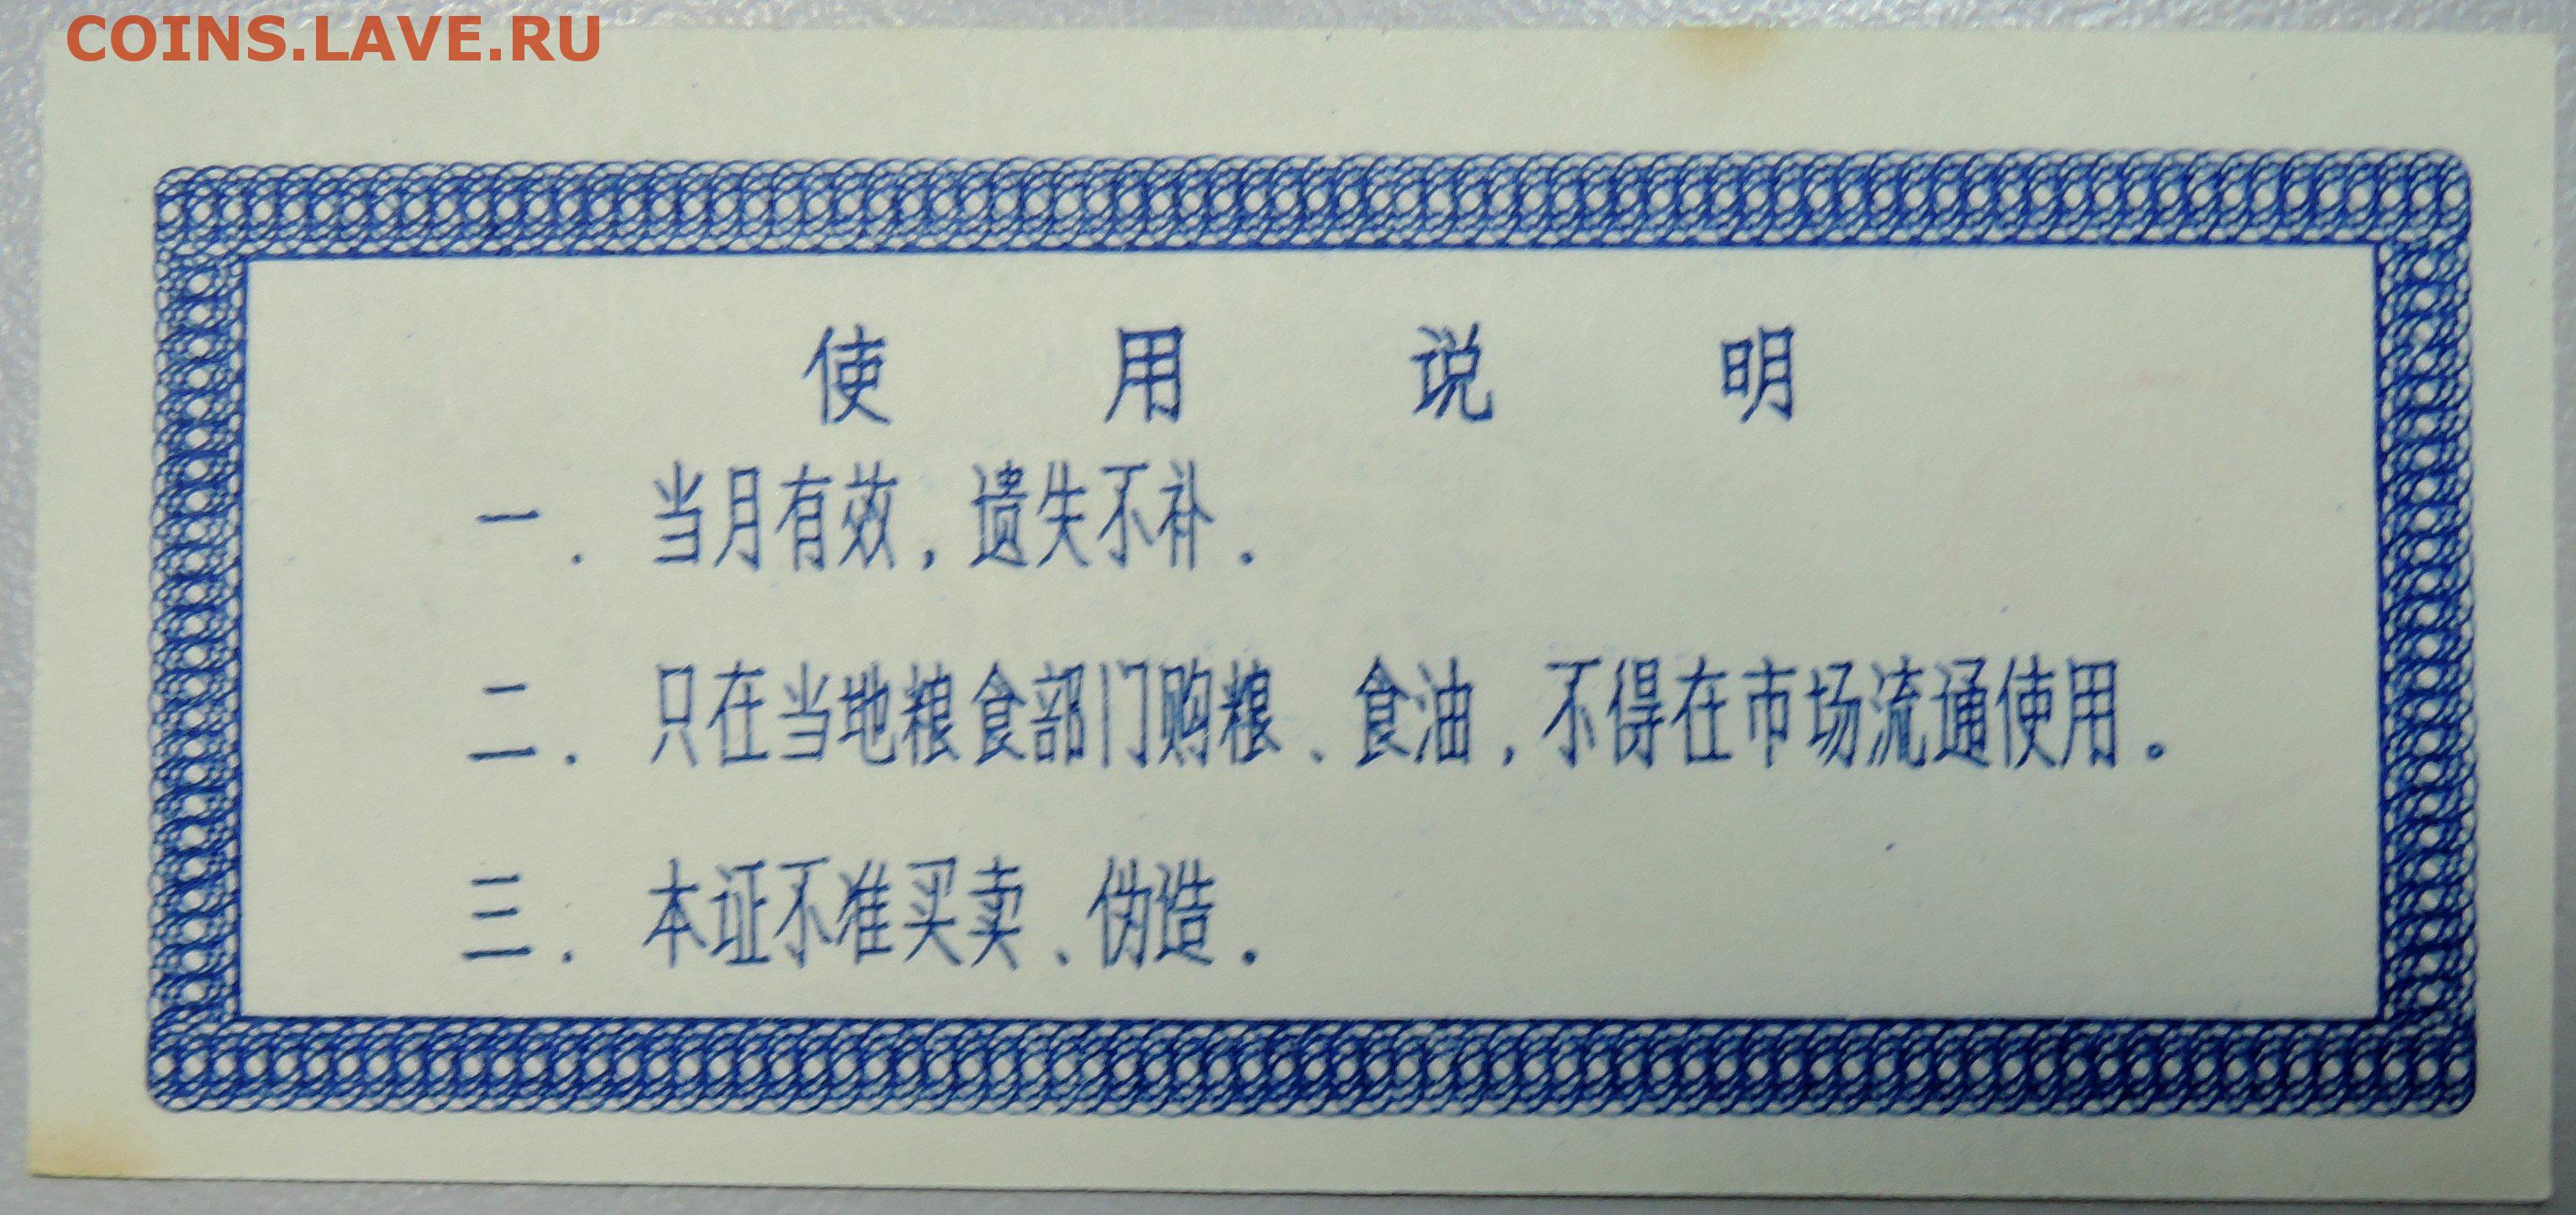 COINS.LAVE.RU
使用说明
一. 当月有效,遗失不补.
二. 只在当地粮食部门购粮、食油,不得在市场流通使用.
三. 本证不准买卖、伪造.